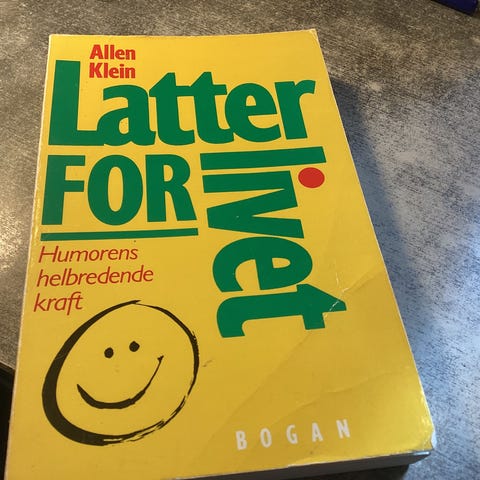 Allen
Klein
Latter
FOR
livet
Humorens
helbredende
kraft
BOGAN